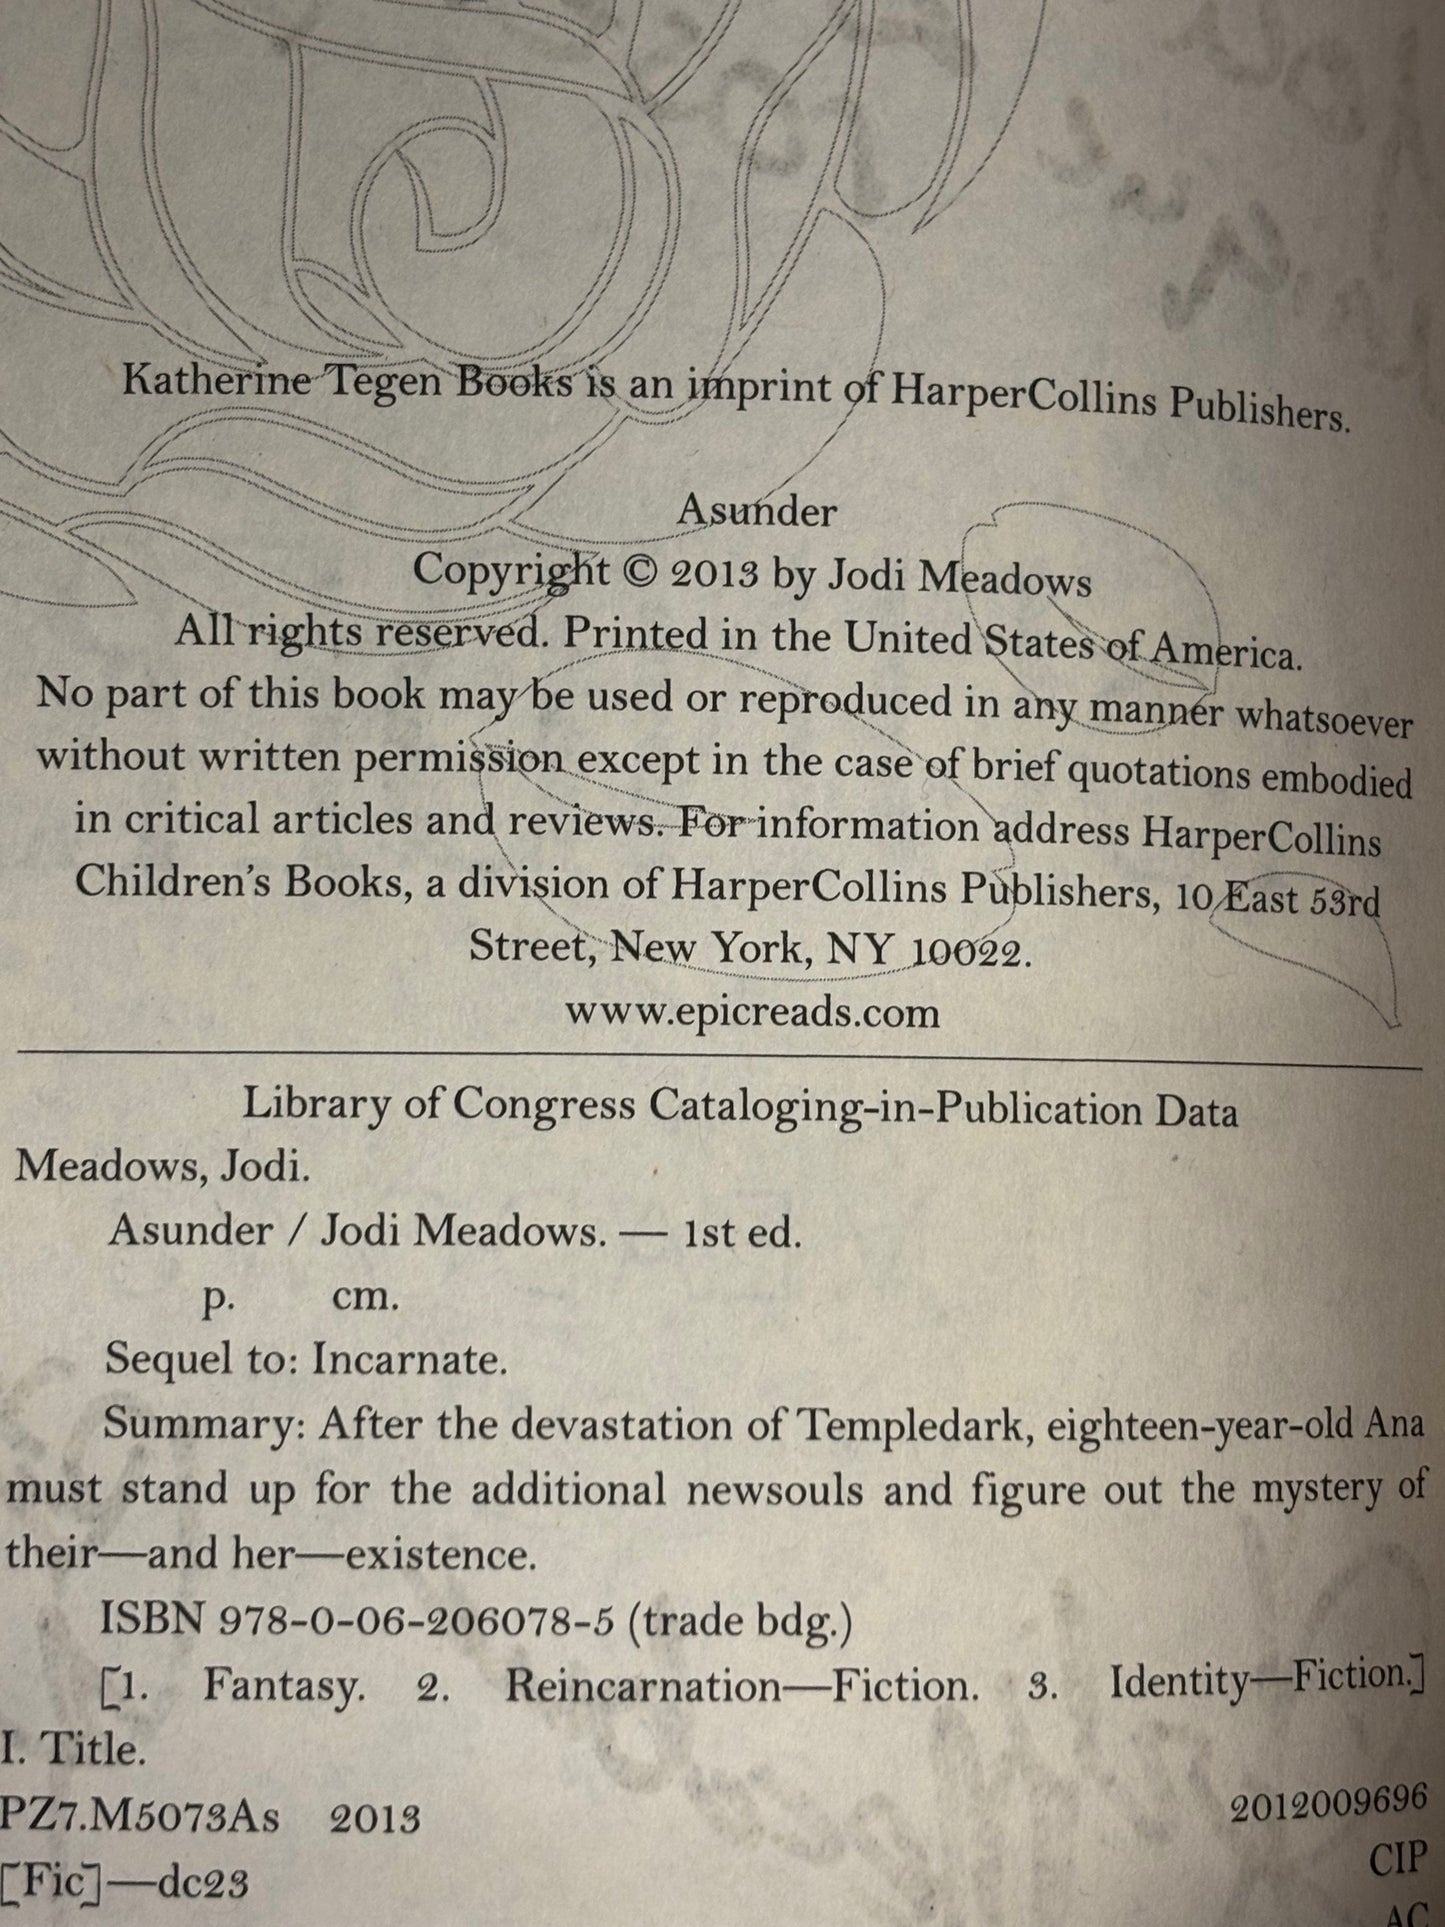 Katherine Tegen Books is an imprint of HarperCollins Publishers.
Asunder
Copyright © 2013 by Jodi Meadows
All rights reserved. Printed in the United States of America.
No part of this book may be used or reproduced in any manner whatsoever
without written permission except in the case of brief quotations embodied
in critical articles and reviews. For information address HarperCollins
Children's Books, a division of HarperCollins Publishers, 10 East 53rd
Street, New York, NY 10022.
www.epicreads.com
Library of Congress Cataloging-in-Publication Data
Meadows, Jodi.
Asunder / Jodi Meadows. — 1st ed.
p. cm.
Sequel to: Incarnate.
Summary: After the devastation of Templedark, eighteen-year-old Ana
must stand up for the additional newsouls and figure out the mystery of
their—and her—existence.
ISBN 978-0-06-206078-5 (trade bdg.)
[1. Fantasy. 2. Reincarnation—Fiction. 3. Identity—Fiction.]
I. Title.
PZ7.M5073As 2013 2012009696
[Fic]—dc23 CIP
AC